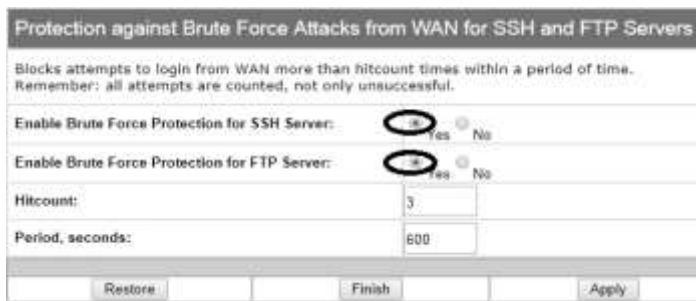 Protection against Brute Force Attacks from WAN for SSH and FTP Servers
Blocks attempts to login from WAN more than hitcount times within a period of time.
Remember: all attempts are counted, not only unsuccessful.
Enable Brute Force Protection for SSH Server: Yes No
Enable Brute Force Protection for FTP Server: Yes No
Hitcount: 3
Period, seconds: 600
Restore Finish Apply